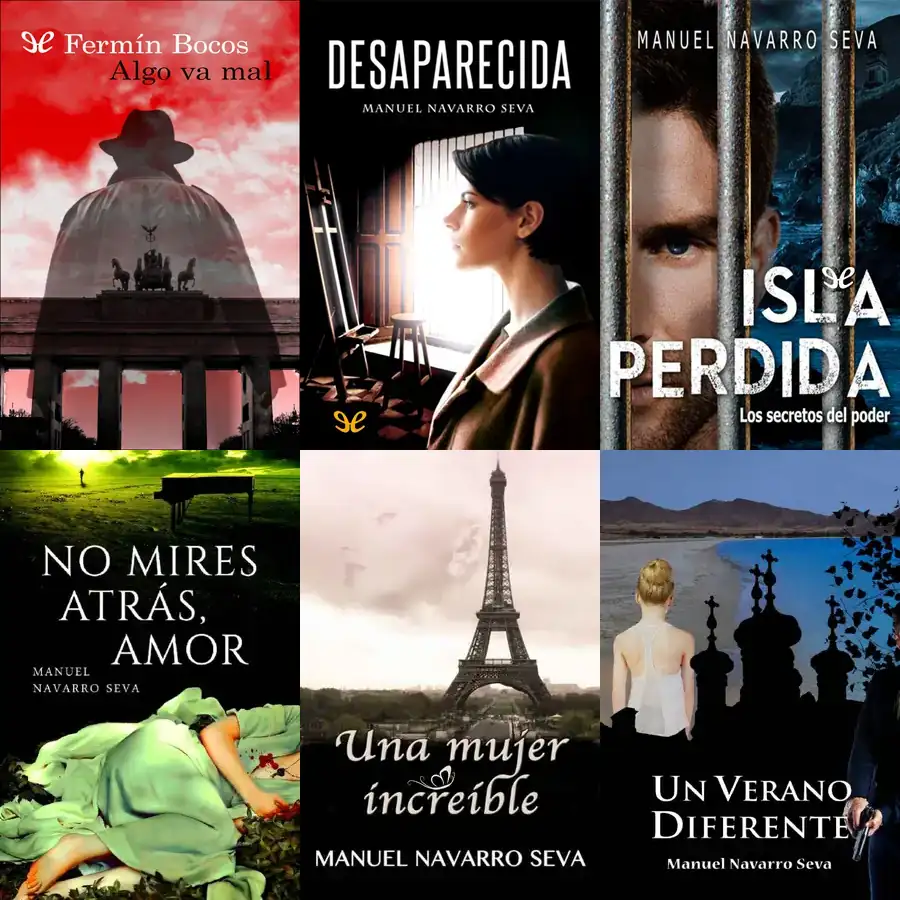 Fermín Bocos
Algo va mal
DESAPARECIDA
MANUEL NAVARRO SEVA
MANUEL NAVARRO SEVA
ISLA
PERDIDA
Los secretos del poder
NO MIRES
ATRÁS,
AMOR
MANUEL
NAVARRO SEVA
Una mujer
increíble
MANUEL NAVARRO SEVA
UN VERANO
DIFERENTE
Manuel Navarro Seva